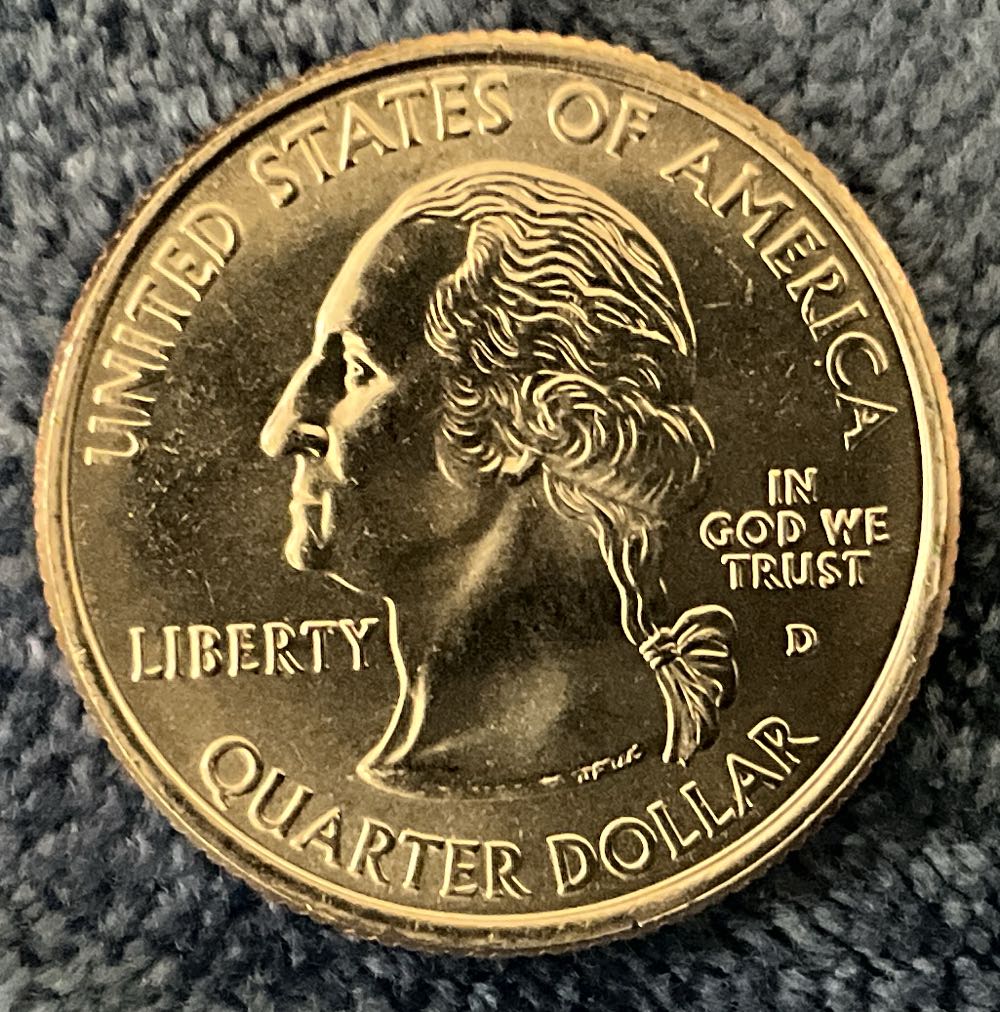 UNITED STATES OF AMERICA
LIBERTY
IN
GOD WE
TRUST
D
QUARTER DOLLAR